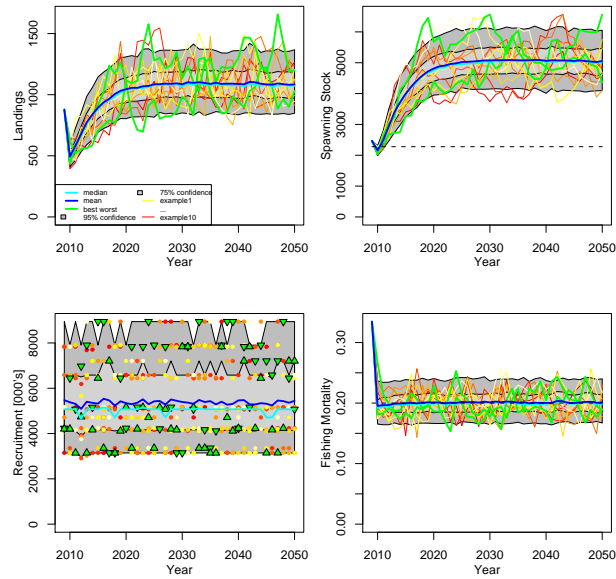 Landings
0 500 1000 1500
median
mean
best worst
95% confidence
75% confidence
example1
...
example10
2010 2020 2030 2040 2050
Year
Spawning Stock
0 1000 3000 5000
2010 2020 2030 2040 2050
Year
Recruitment [000's]
0 2000 4000 6000 8000
2010 2020 2030 2040 2050
Year
Fishing Mortality
0.00 0.10 0.20 0.30
2010 2020 2030 2040 2050
Year